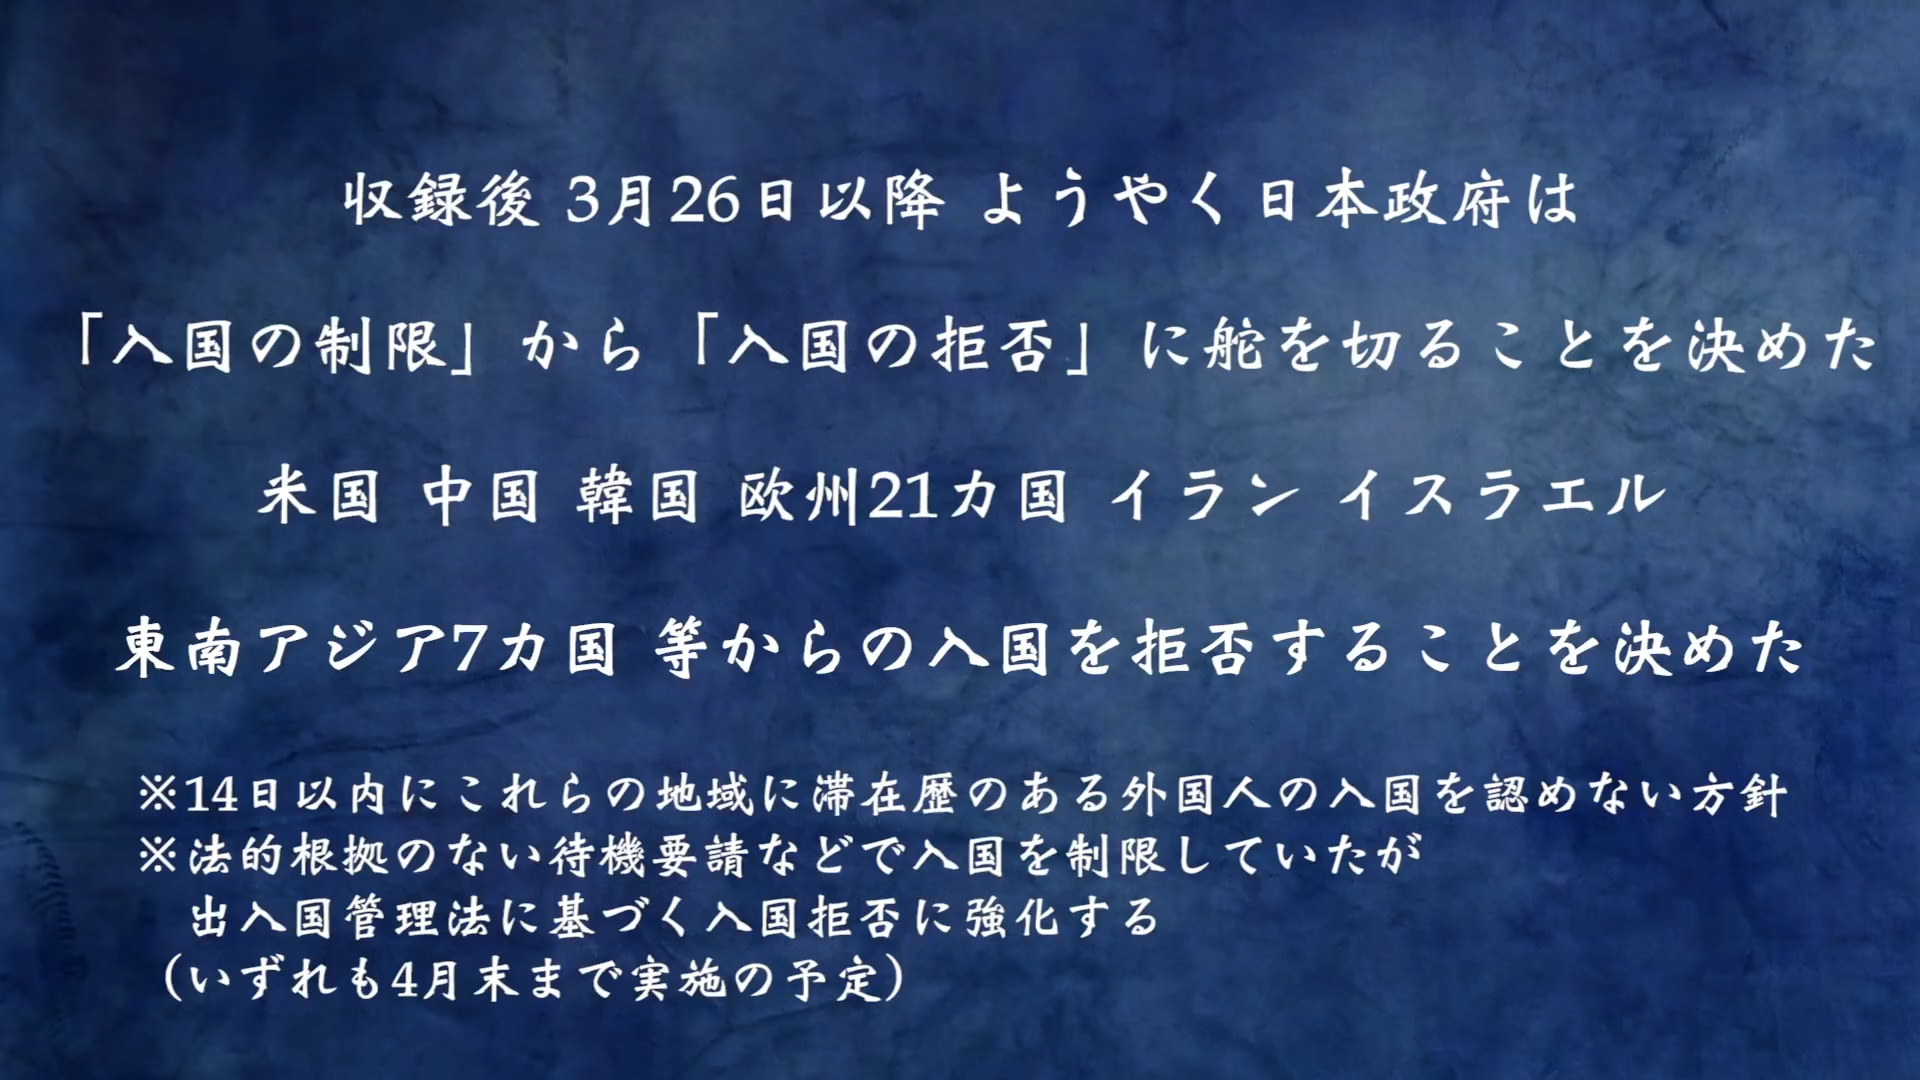 収録後 3月26日以降 ようやく日本政府は
「入国の制限」から「入国の拒否」に舵を切ることを決めた
米国 中国 韓国 欧州21カ国 イラン イスラエル
東南アジア7カ国 等からの入国を拒否することを決めた
※14日以内にこれらの地域に滞在歴のある外国人の入国を認めない方針
※法的根拠のない待機要請などで入国を制限していたが
出入国管理法に基づく入国拒否に強化する
(いずれも4月末まで実施の予定)